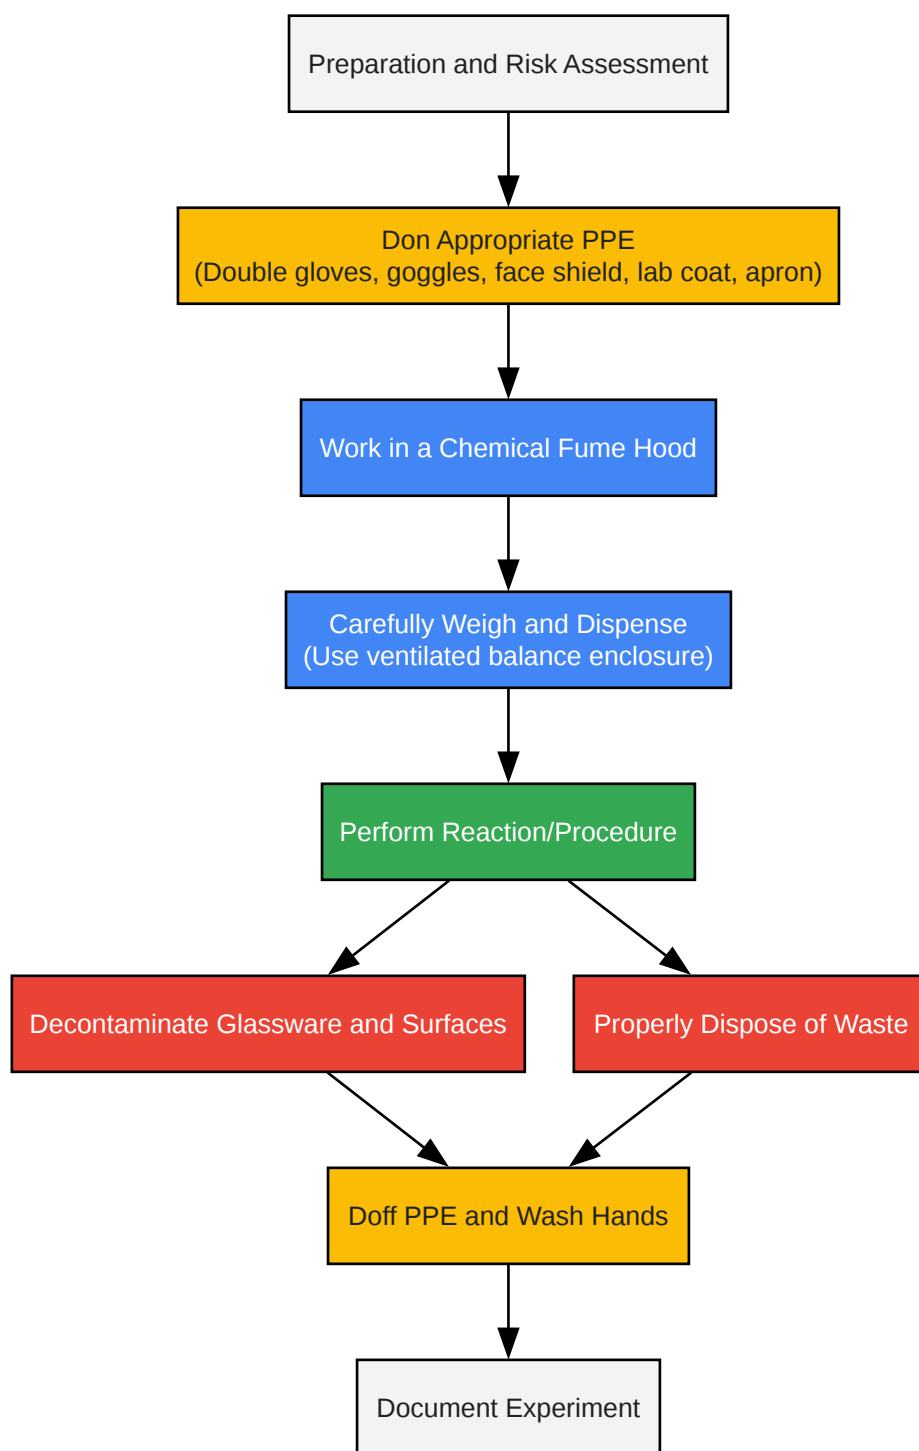 Preparation and Risk Assessment
Don Appropriate PPE
(Double gloves, goggles, face shield, lab coat, apron)
Work in a Chemical Fume Hood
Carefully Weigh and Dispense
(Use ventilated balance enclosure)
Perform Reaction/Procedure
Decontaminate Glassware and Surfaces
Properly Dispose of Waste
Doff PPE and Wash Hands
Document Experiment